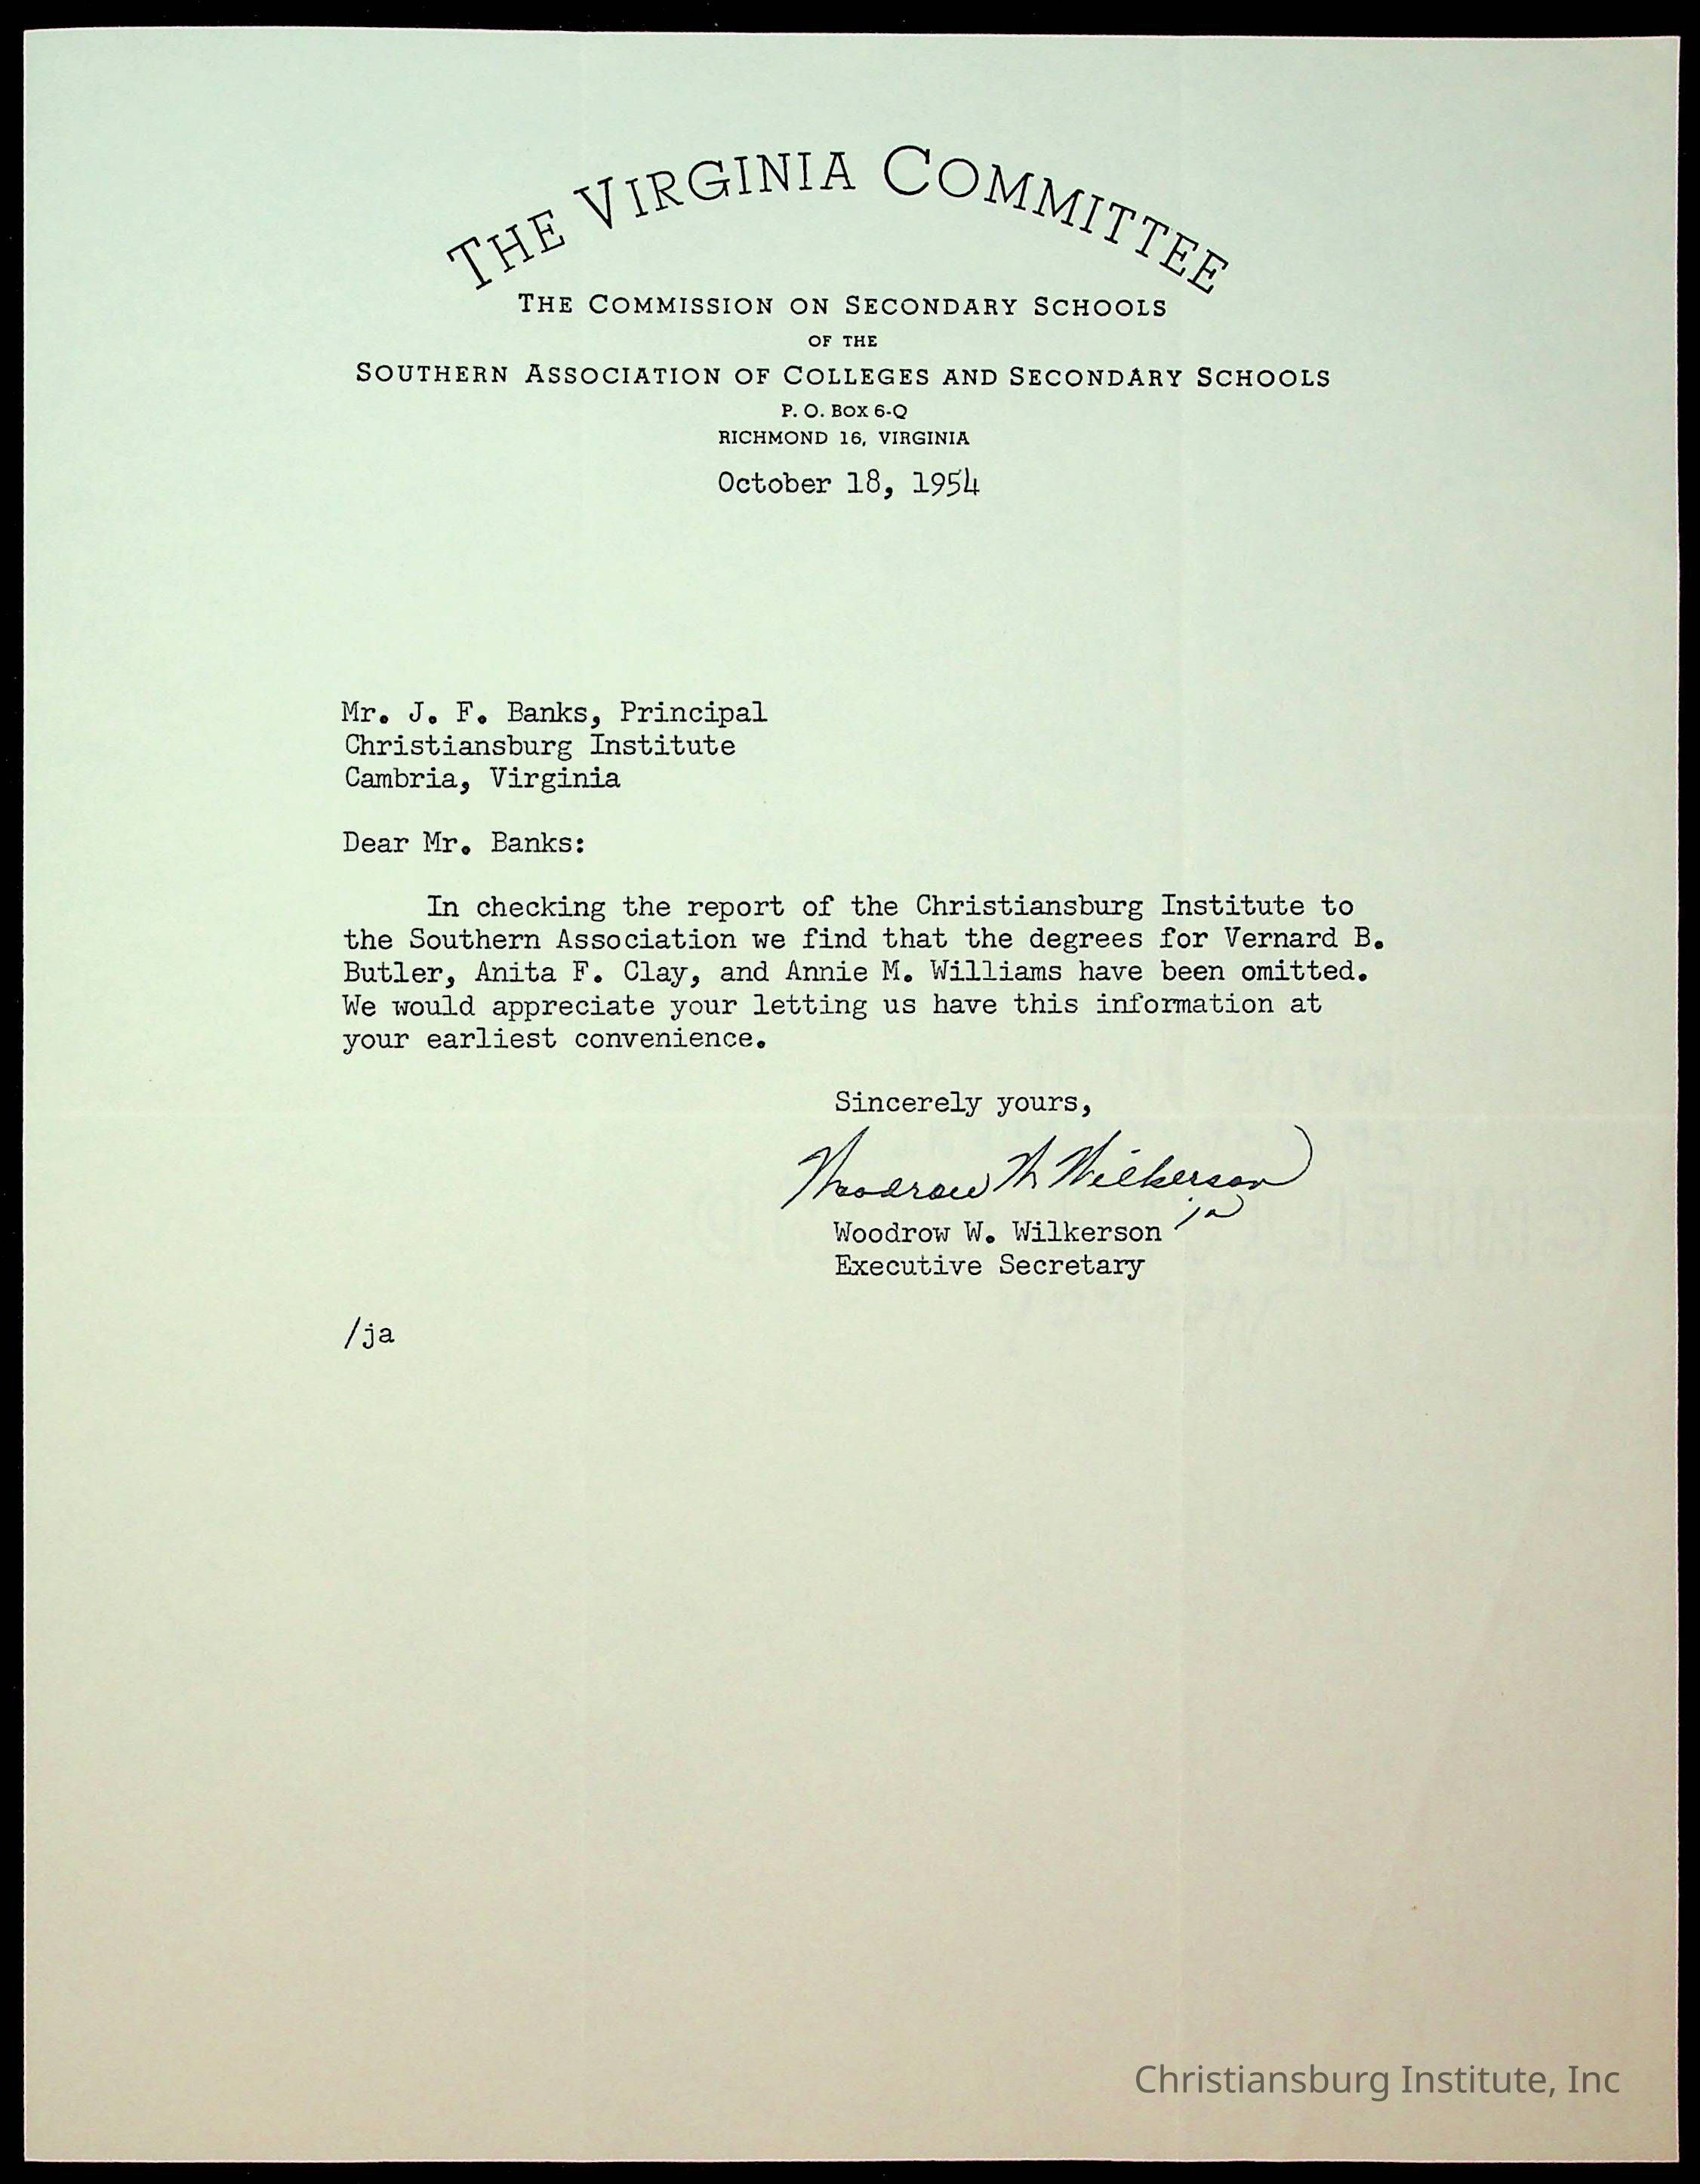 THE VIRGINIA COMMITTEE
THE COMMISSION ON SECONDARY SCHOOLS
OF THE
SOUTHERN ASSOCIATION OF COLLEGES AND SECONDARY SCHOOLS
P. O. BOX 6-Q
RICHMOND 16, VIRGINIA
October 18, 1954
Mr. J. F. Banks, Principal
Christiansburg Institute
Cambria, Virginia
Dear Mr. Banks:
In checking the report of the Christiansburg Institute to
the Southern Association we find that the degrees for Vernard B.
Butler, Anita F. Clay, and Annie M. Williams have been omitted.
We would appreciate your letting us have this information at
your earliest convenience.
Sincerely yours,
Woodrow W. Wilkerson
ja
Woodrow W. Wilkerson
Executive Secretary
/ja
Christiansburg Institute, Inc